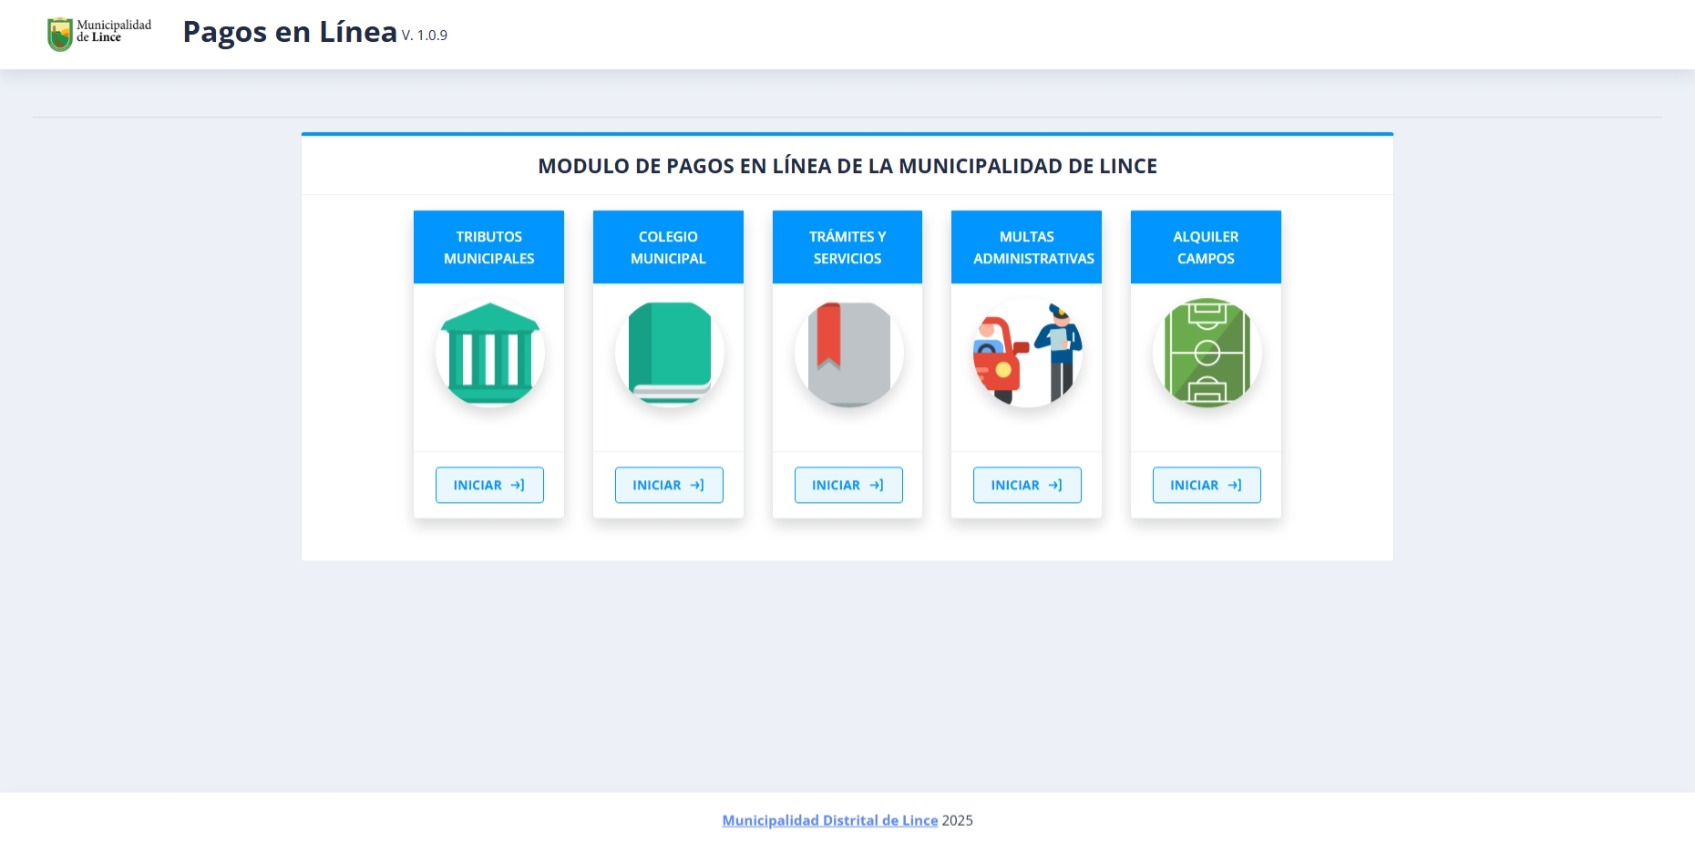 Municipalidad
de Lince
Pagos en Línea V. 1.0.9
MODULO DE PAGOS EN LÍNEA DE LA MUNICIPALIDAD DE LINCE
TRIBUTOS
MUNICIPALES
COLEGIO
MUNICIPAL
TRÁMITES Y
SERVICIOS
MULTAS
ADMINISTRATIVAS
ALQUILER
CAMPOS
INICIAR
INICIAR
INICIAR
INICIAR
INICIAR
Municipalidad Distrital de Lince 2025